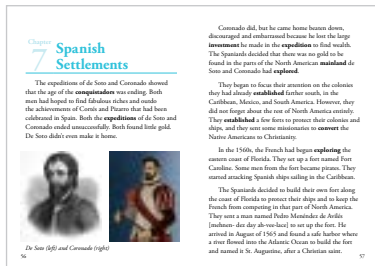 Chapter
7
Spanish
Settlements
The expeditions of de Soto and Coronado showed
that the age of the conquistadors was ending. Both
men had hoped to find fabulous riches and outdo
the achievements of Cortés and Pizarro that had been
celebrated in Spain. Both the expeditions of de Soto and
Coronado ended unsuccessfully. Both found little gold.
De Soto didn't even make it home.
De Soto (left) and Coronado (right)
56
Coronado did, but he came home beaten down,
discouraged and embarrassed because he lost the large
investment he made in the expedition to find wealth.
The Spaniards decided that there was no gold to be
found in the parts of the North American mainland de
Soto and Coronado had explored.
They began to focus their attention on the colonies
they had already established farther south, in the
Caribbean, Mexico, and South America. However, they
did not forget about the rest of North America entirely.
They established a few forts to protect their colonies and
ships, and they sent some missionaries to convert the
Native Americans to Christianity.
In the 1560s, the French had begun exploring the
eastern coast of Florida. They set up a fort named Fort
Caroline. Some men from the fort became pirates. They
started attacking Spanish ships sailing in the Caribbean.
The Spaniards decided to build their own fort along
the coast of Florida to protect their ships and to keep the
French from competing in that part of North America.
They sent a man named Pedro Menéndez de Avilés
[mehnen- dez day ah-vee-lace] to set up the fort. He
arrived in August of 1565 and found a safe harbor where
a river flowed into the Atlantic Ocean to build the fort
and named it St. Augustine, after a Christian saint.
57